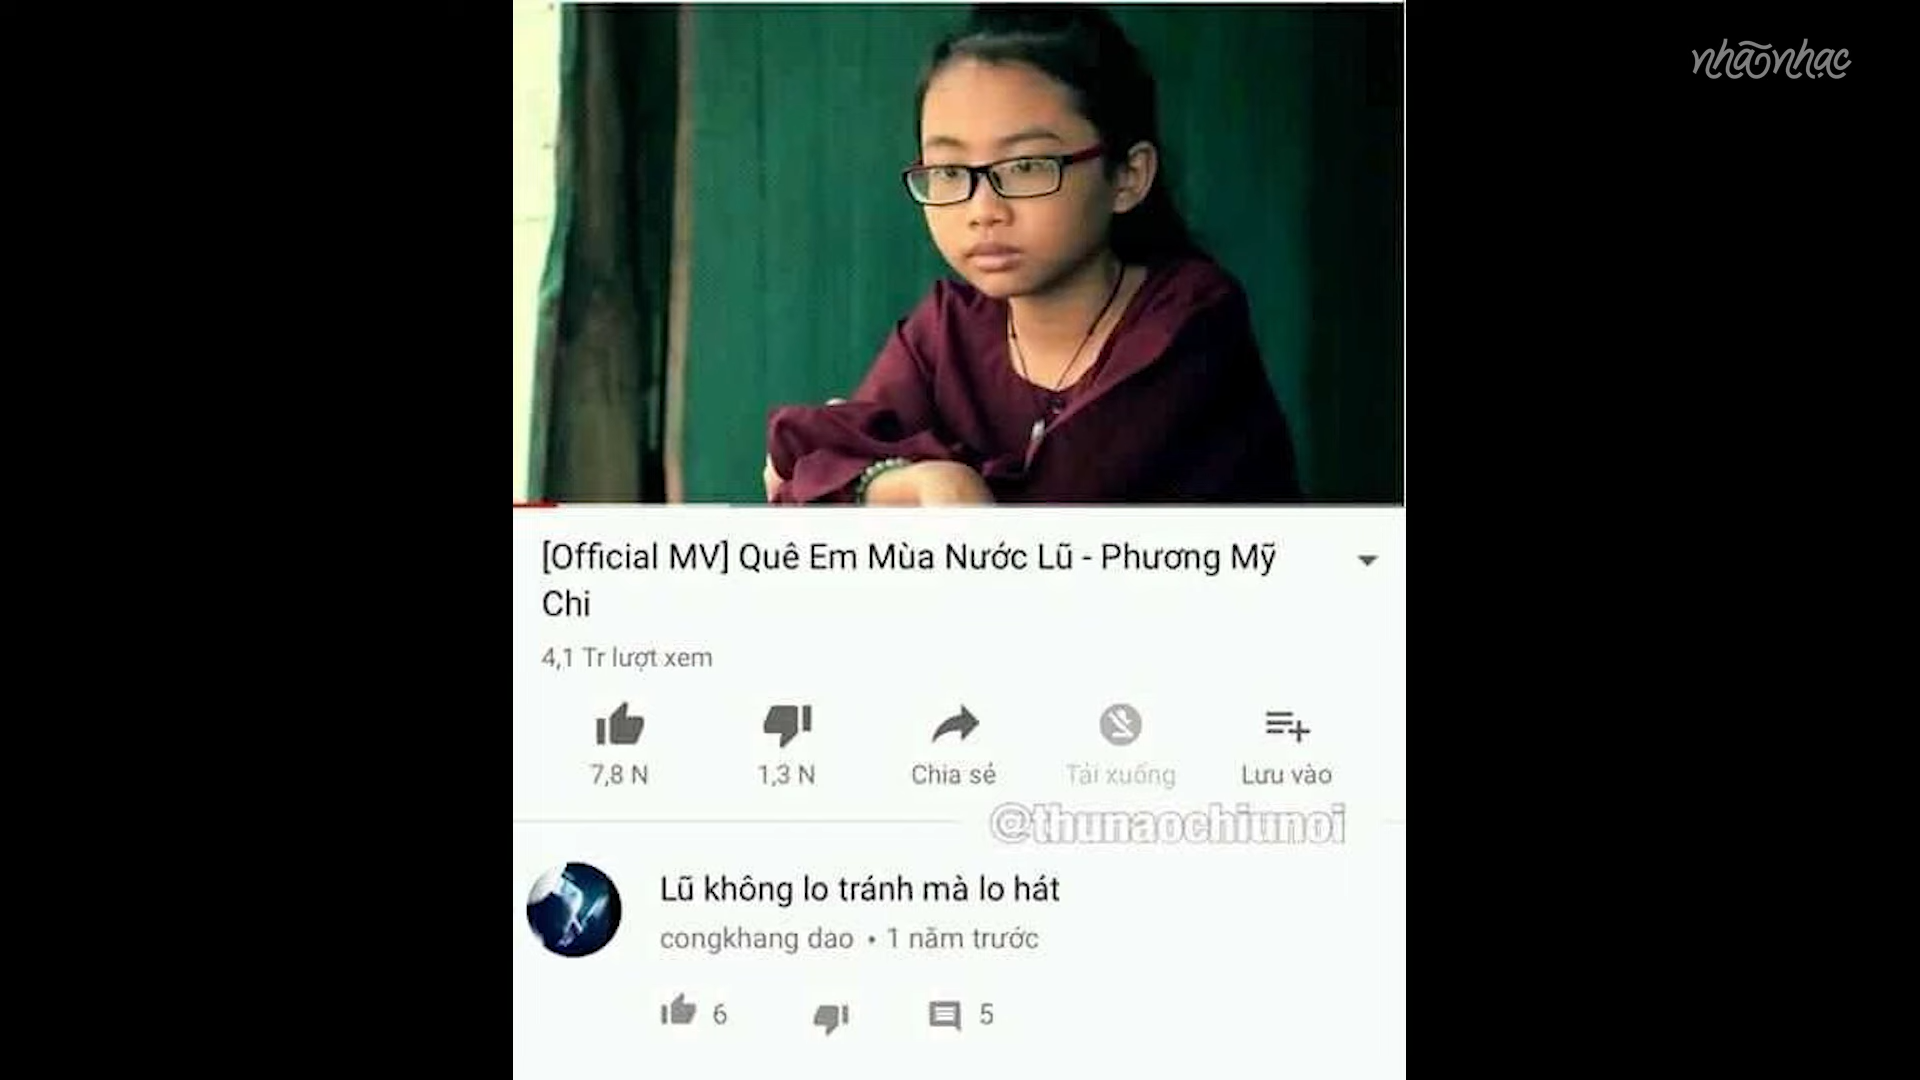 nhãonhạc
[Official MV] Quê Em Mùa Nước Lũ - Phương Mỹ
Chi
4,1 Tr lượt xem
7,8 N 1,3 N Chia sẻ Tải xuống Lưu vào
@thunaochiunoi
Lũ không lo tránh mà lo hát
congkhang dao • 1 năm trước
6 5